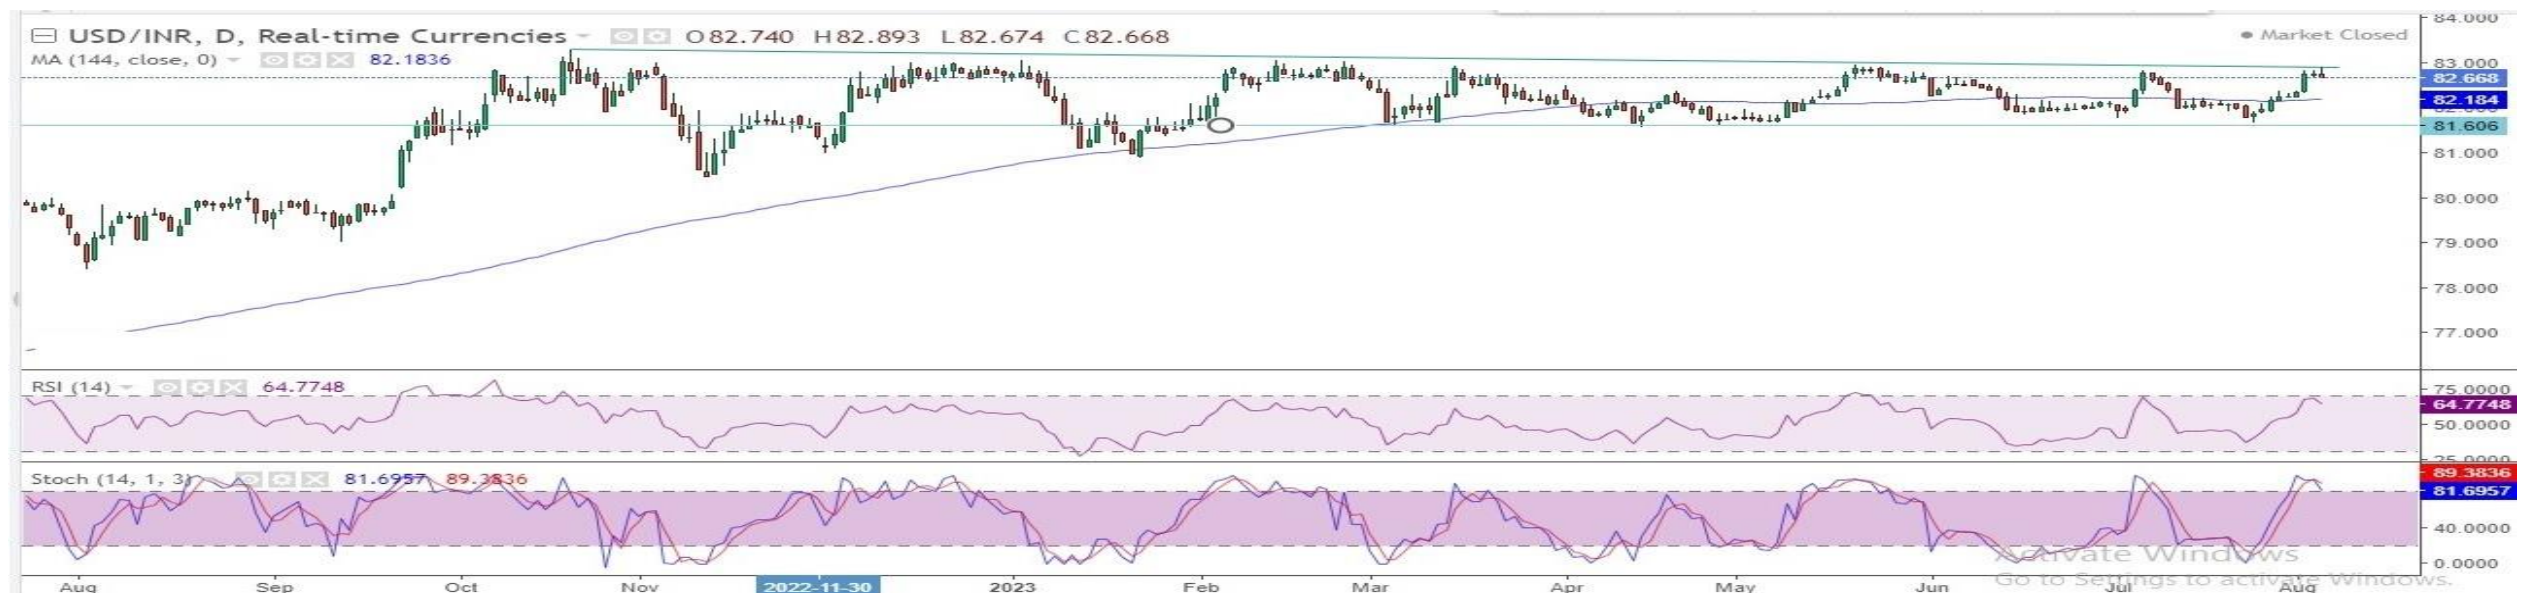 USD/INR, D, Real-time Currencies O82.740 H82.893 L82.674 C82.668
Market Closed
MA (144, close, 0) 82.1836
84.000
83.000
82.668
82.184
81.606
81.000
80.000
79.000
78.000
77.000
RSI (14) 64.7748
75.0000
64.7748
50.0000
25.0000
Stoch (14, 1, 3) 81.6957 89.3836
89.3836
81.6957
40.0000
0.0000
Activate Windows
Go to Settings to activate Windows.
Aug Sep Oct Nov 2022-11-30 2023 Feb Mar Apr May Jun Jul Aug